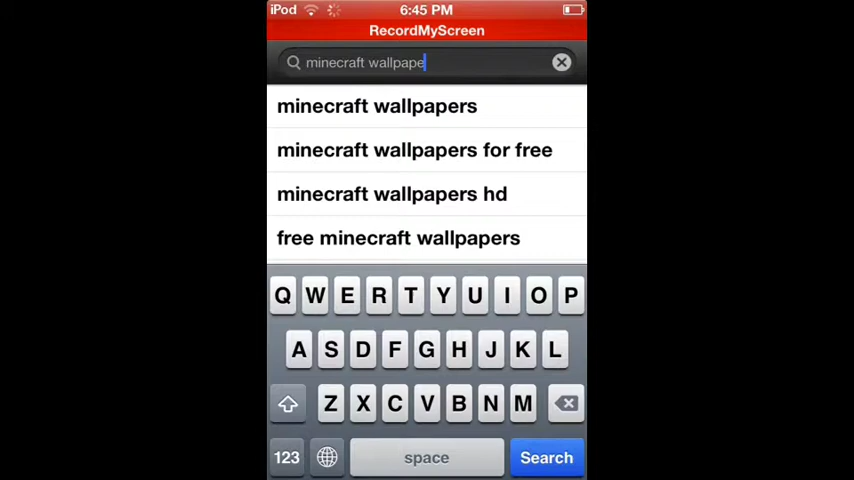 iPod 6:45 PM
RecordMyScreen
minecraft wallpape
minecraft wallpapers
minecraft wallpapers for free
minecraft wallpapers hd
free minecraft wallpapers
Q W E R T Y U I O P
A S D F G H J K L
Z X C V B N M
123 space Search